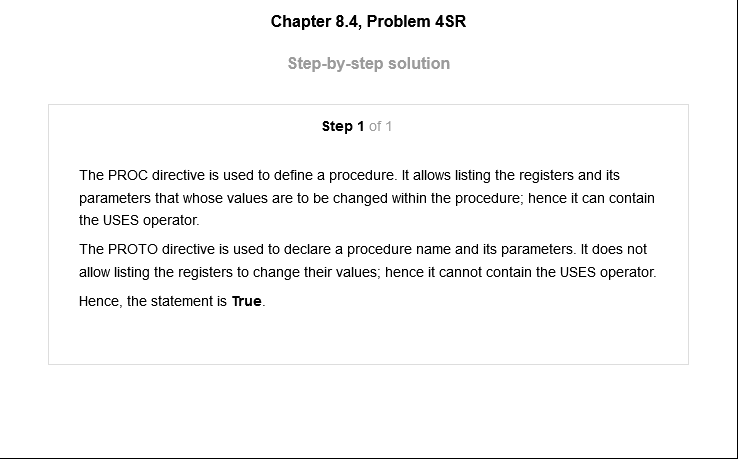 Chapter 8.4, Problem 4SR
Step-by-step solution
Step 1 of 1
The PROC directive is used to define a procedure. It allows listing the registers and its
parameters that whose values are to be changed within the procedure; hence it can contain
the USES operator.
The PROTO directive is used to declare a procedure name and its parameters. It does not
allow listing the registers to change their values; hence it cannot contain the USES operator.
Hence, the statement is True.